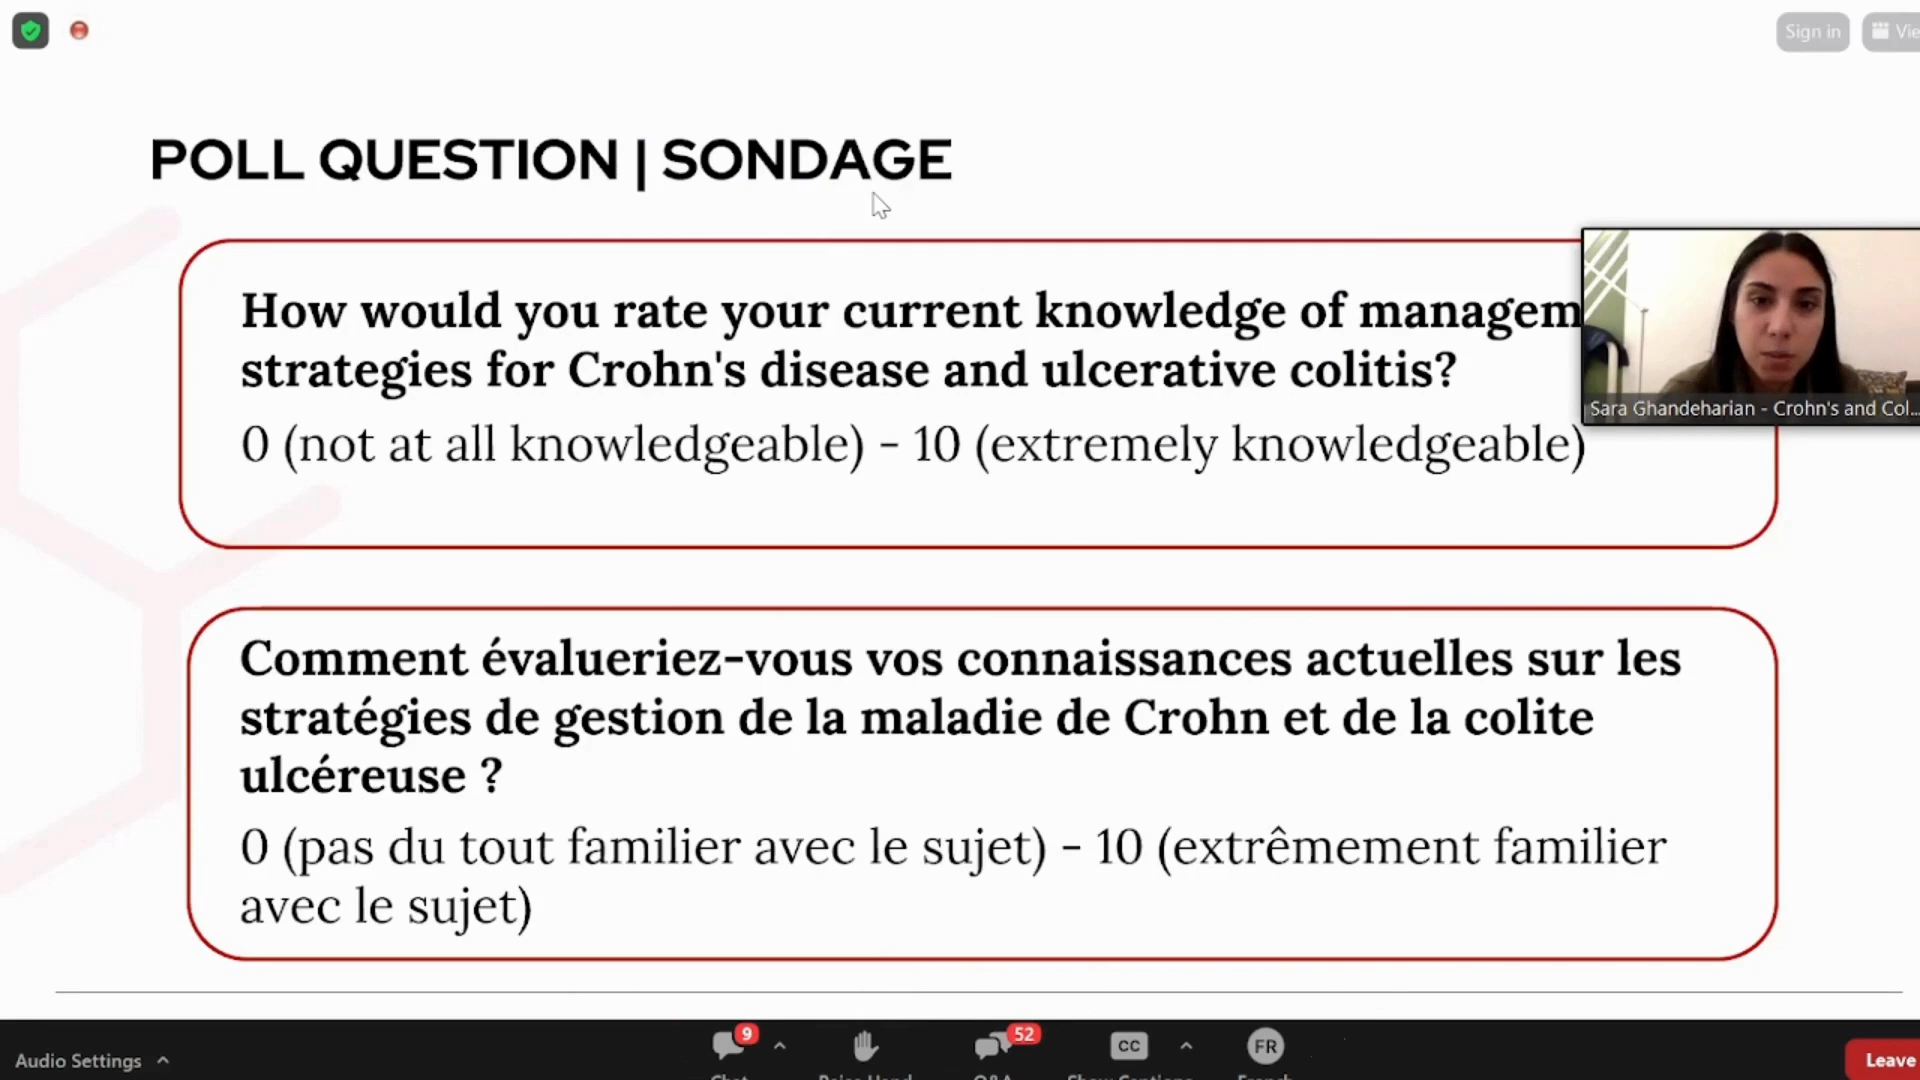 Sign in
POLL QUESTION | SONDAGE
How would you rate your current knowledge of managem
strategies for Crohn's disease and ulcerative colitis?
0 (not at all knowledgeable) - 10 (extremely knowledgeable)
Sara Ghandeharian - Crohn's and Col...
Comment évalueriez-vous vos connaissances actuelles sur les
stratégies de gestion de la maladie de Crohn et de la colite
ulcéreuse ?
0 (pas du tout familier avec le sujet) - 10 (extrêmement familier
avec le sujet)
9
52
CC
FR
Audio Settings
Leave